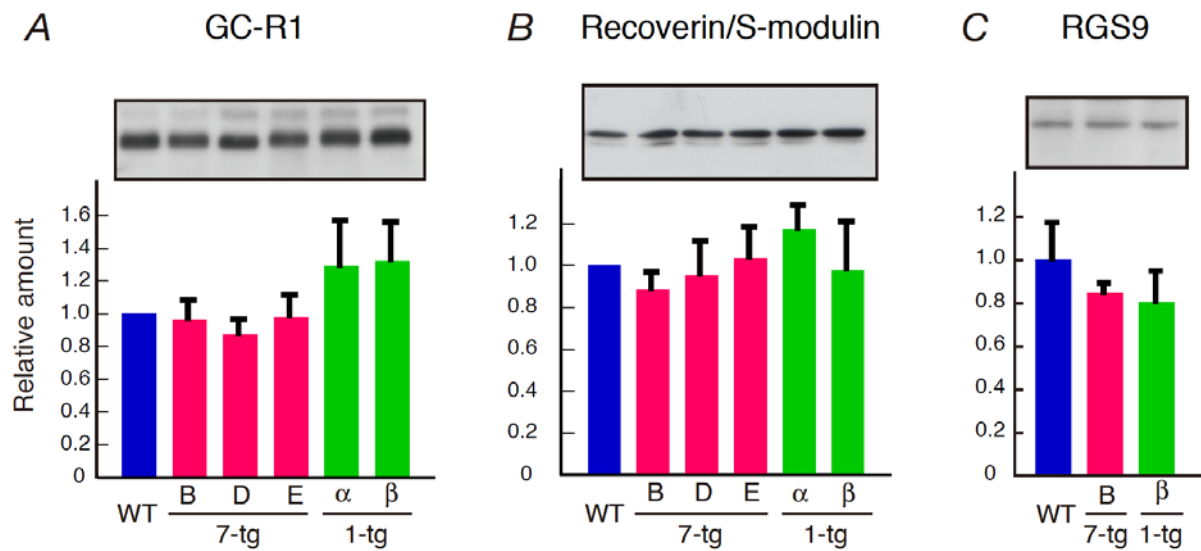 A GC-R1
Relative amount
1.6
1.4
1.2
1.0
0.8
0.6
0.4
0.2
0
WT B D E α β
7-tg 1-tg
B Recoverin/S-modulin
1.2
1.0
0.8
0.6
0.4
0.2
0
WT B D E α β
7-tg 1-tg
C RGS9
1.2
1.0
0.8
0.6
0.4
0.2
0
WT B β
7-tg 1-tg